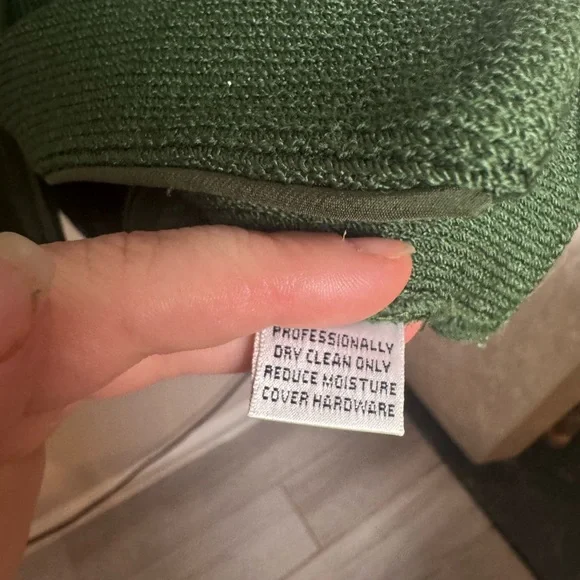 PROFESSIONALLY
DRY CLEAN ONLY
REDUCE MOISTURE
COVER HARDWARE